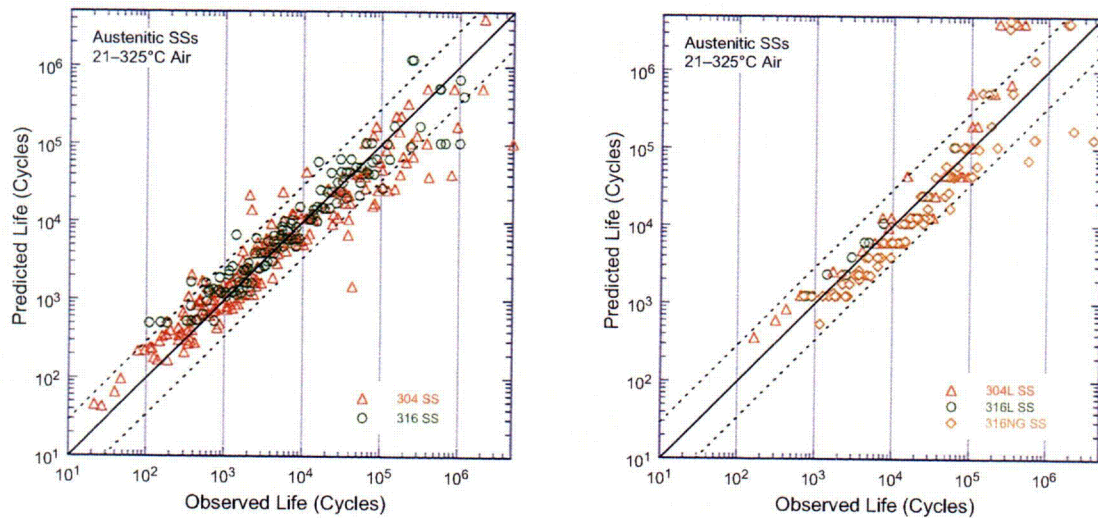 Austenitic SSs
21–325°C Air
Predicted Life (Cycles)
10⁶
10⁵
10⁴
10³
10²
10¹
304 SS
316 SS
10¹ 10² 10³ 10⁴ 10⁵ 10⁶
Observed Life (Cycles)
Austenitic SSs
21–325°C Air
Predicted Life (Cycles)
10⁶
10⁵
10⁴
10³
10²
10¹
304L SS
316L SS
316NG SS
10¹ 10² 10³ 10⁴ 10⁵ 10⁶
Observed Life (Cycles)